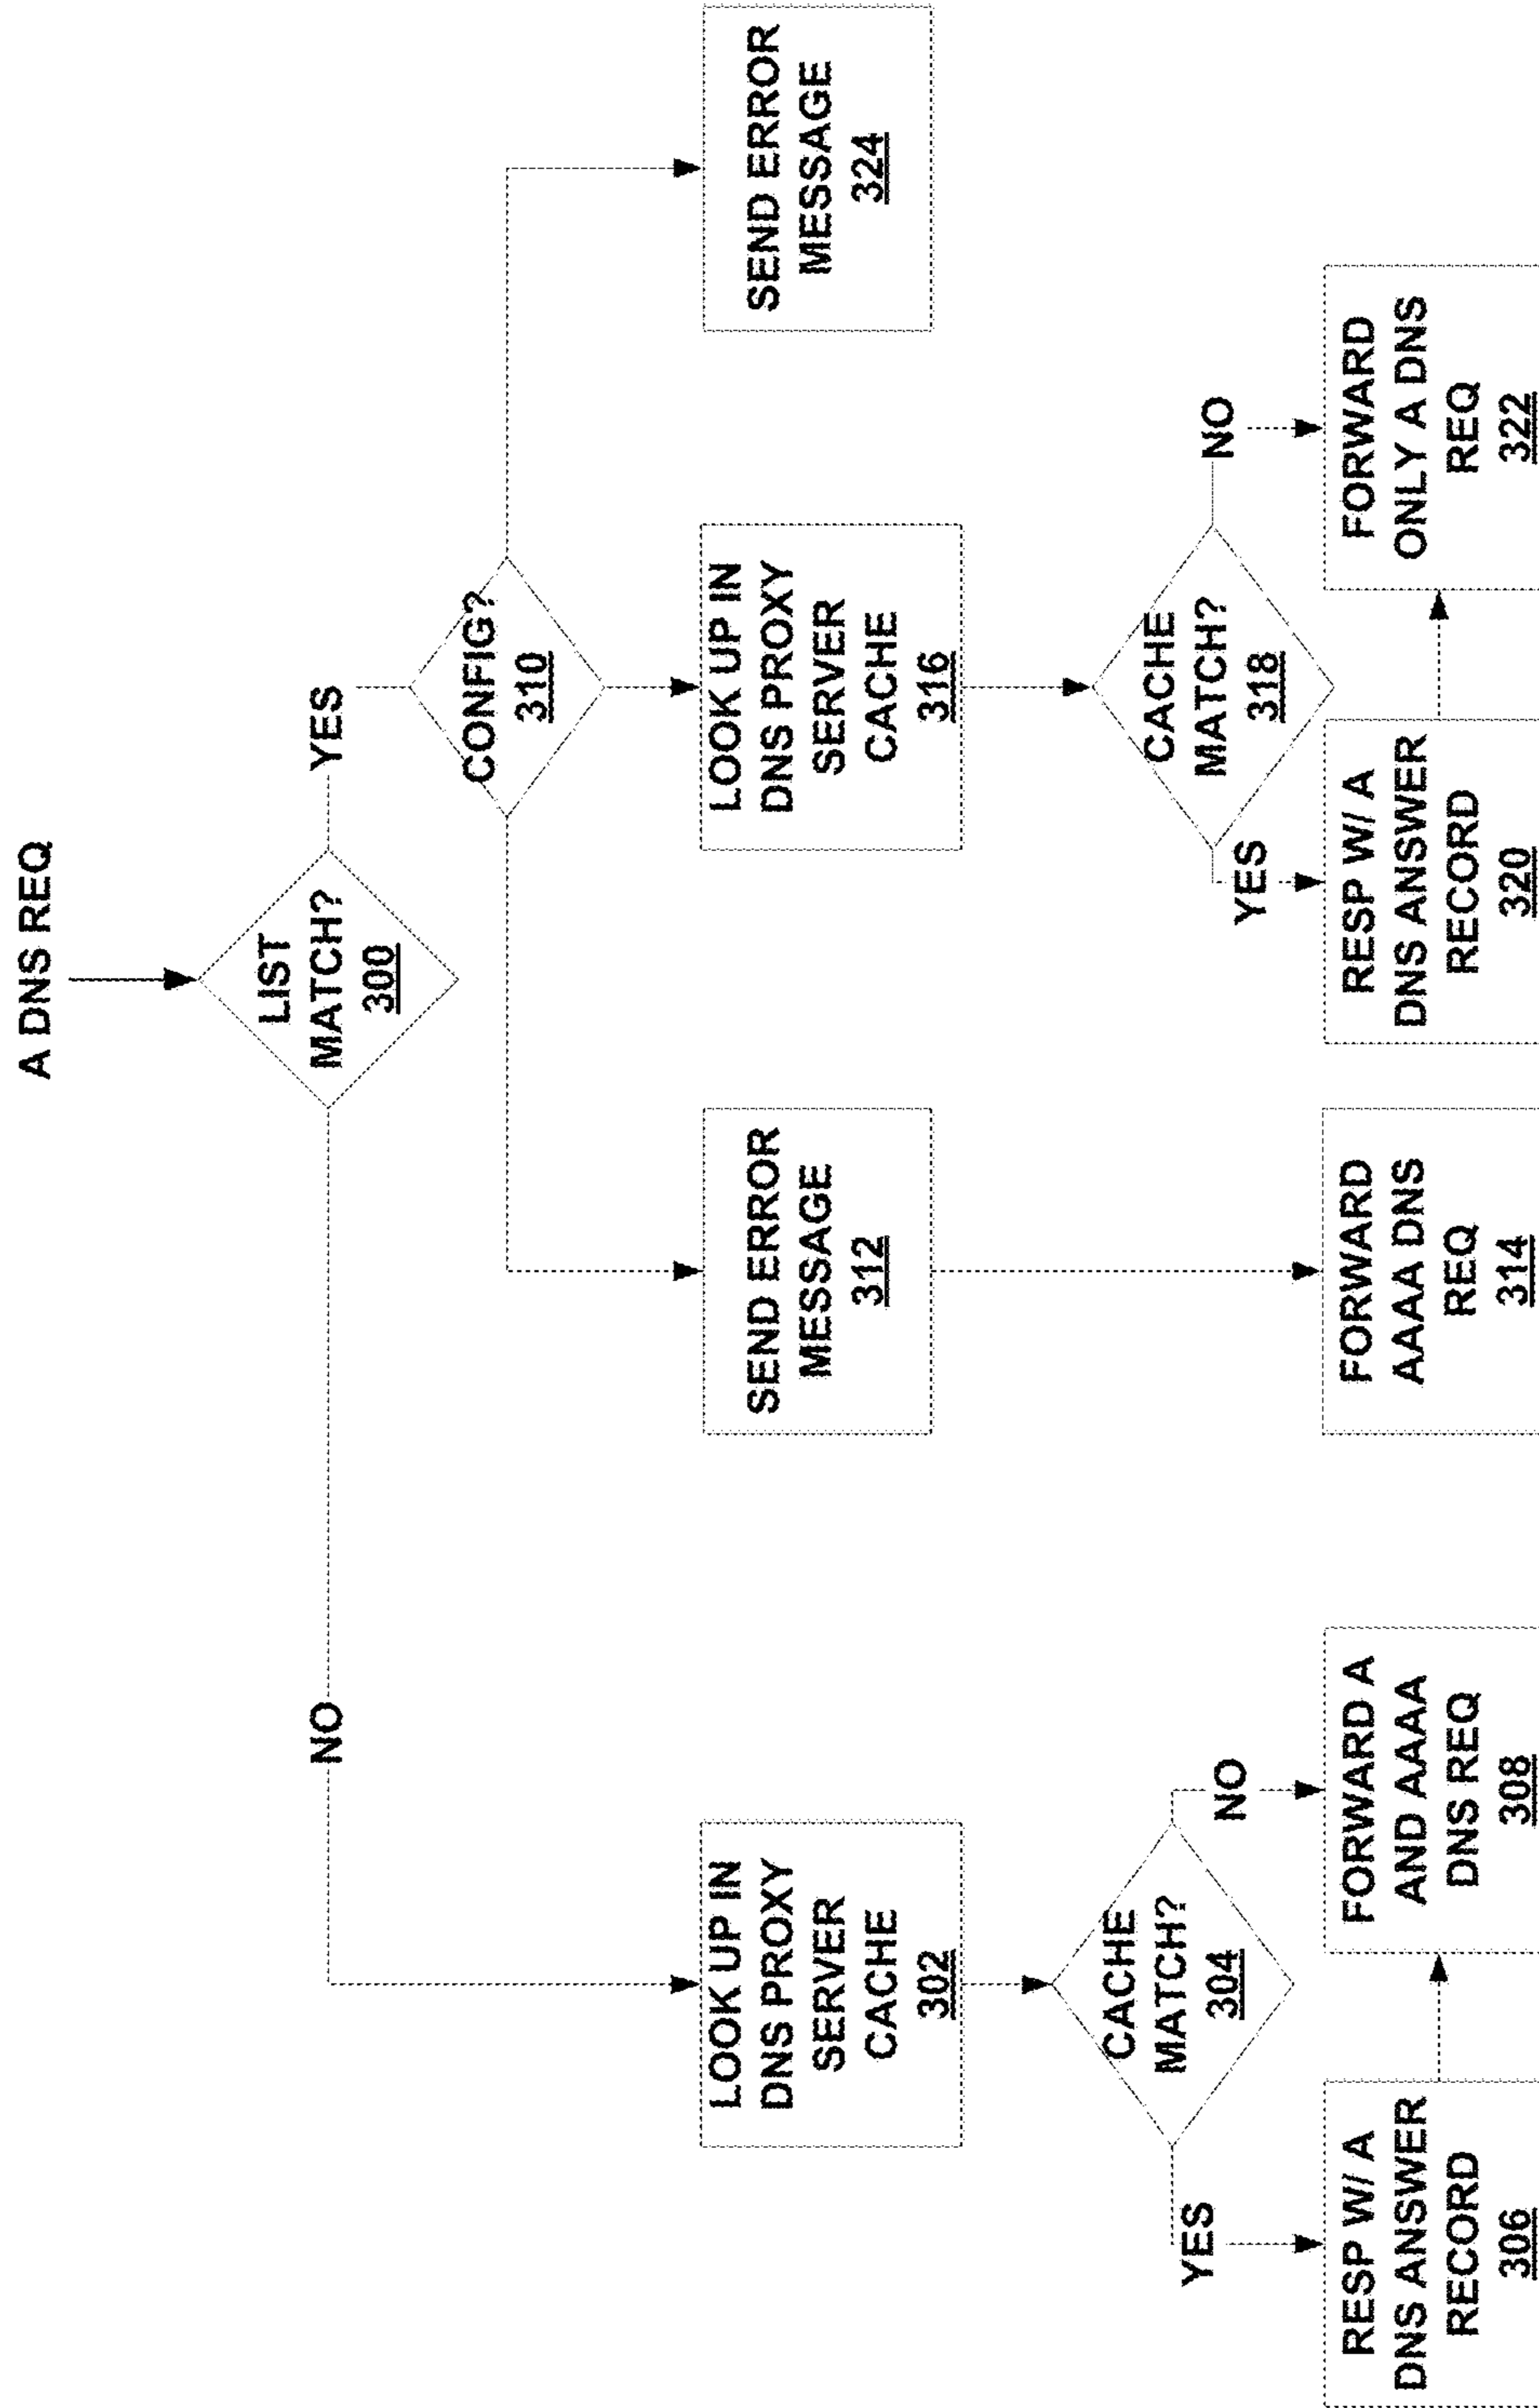 A DNS REQ
LIST
MATCH?
300
NO
YES
CONFIG?
310
LOOK UP IN
DNS PROXY
SERVER
CACHE
302
SEND ERROR
MESSAGE
312
LOOK UP IN
DNS PROXY
SERVER
CACHE
316
SEND ERROR
MESSAGE
324
CACHE
MATCH?
304
YES
NO
CACHE
MATCH?
318
YES
NO
RESP W/ A
DNS ANSWER
RECORD
306
FORWARD A
AND AAAA
DNS REQ
308
FORWARD
AAAA DNS
REQ
314
RESP W/ A
DNS ANSWER
RECORD
320
FORWARD
ONLY A DNS
REQ
322